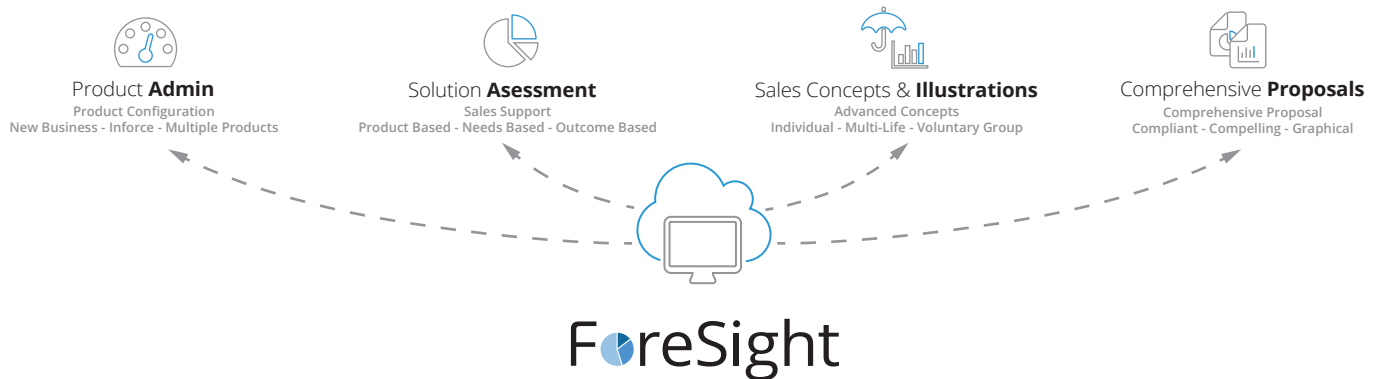 Product Admin
Product Configuration
New Business - Inforce - Multiple Products
Solution Asessment
Sales Support
Product Based - Needs Based - Outcome Based
Sales Concepts & Illustrations
Advanced Concepts
Individual - Multi-Life - Voluntary Group
Comprehensive Proposals
Comprehensive Proposal
Compliant - Compelling - Graphical
ForeSight